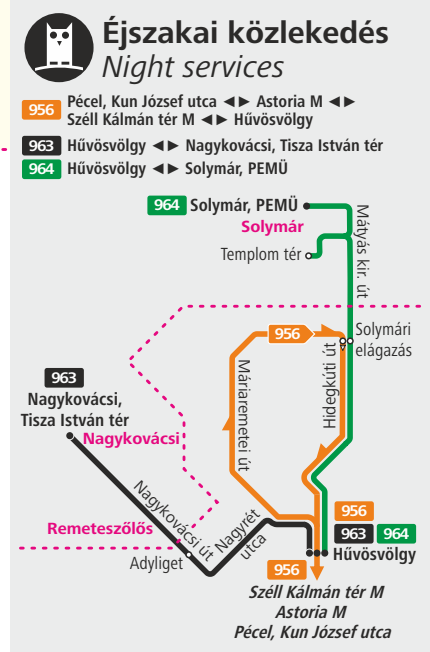 Éjszakai közlekedés
Night services
956 Pécel, Kun József utca ◄► Astoria M ◄►
Széll Kálmán tér M ◄► Hűvösvölgy
963 Hűvösvölgy ◄► Nagykovácsi, Tisza István tér
964 Hűvösvölgy ◄► Solymár, PEMÜ
964 Solymár, PEMÜ
Solymár
Templom tér
Mátyás kir. út
956
Solymári
elágazás
Hidegkúti út
Máriaremetei út
963
Nagykovácsi,
Tisza István tér
Nagykovácsi
Nagykovácsi út
Nagyrét
utca
Remeteszőlős
Adyliget
956
963 964
Hűvösvölgy
956
Széll Kálmán tér M
Astoria M
Pécel, Kun József utca